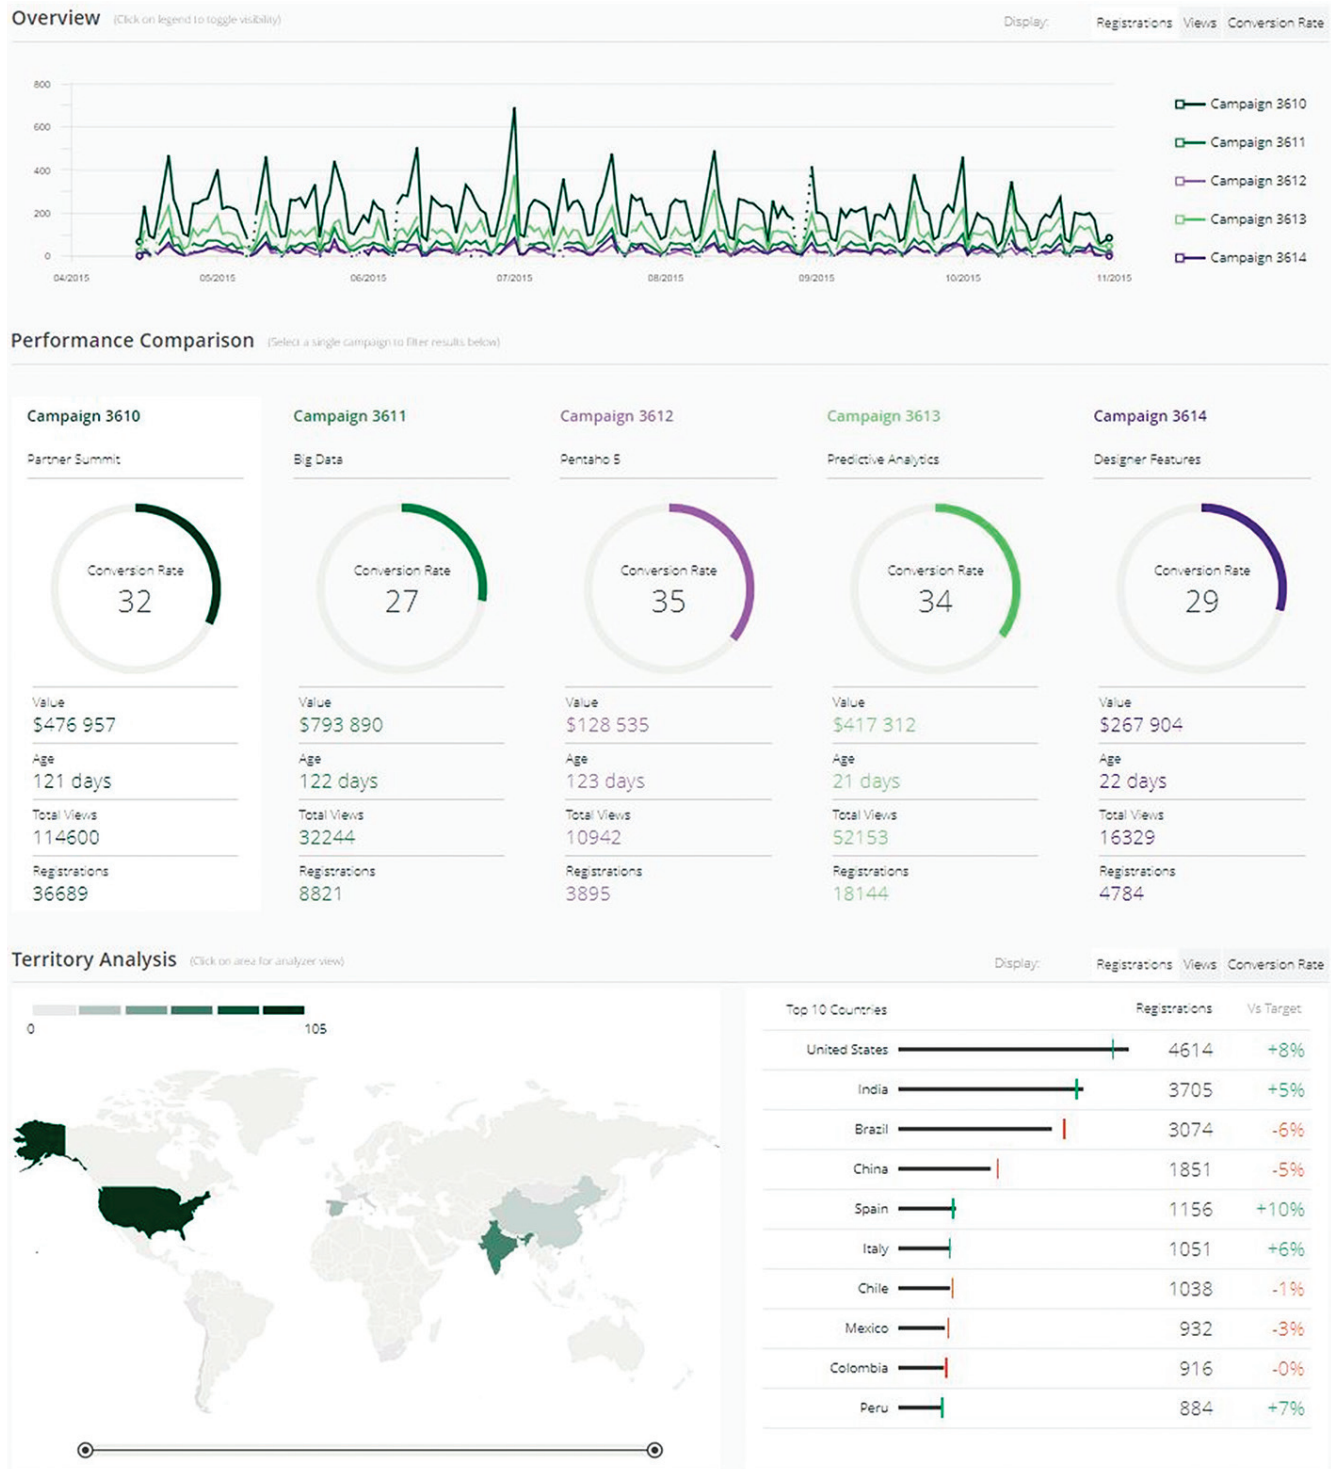 Overview (Click on legend to toggle visibility) Display: Registrations Views Conversion Rate
800
600
400
200
0
04/2015 05/2015 06/2015 07/2015 08/2015 09/2015 10/2015 11/2015
Campaign 3610
Campaign 3611
Campaign 3612
Campaign 3613
Campaign 3614
Performance Comparison (Select a single campaign to filter results below)
Campaign 3610
Partner Summit
Conversion Rate
32
Value
$476 957
Age
121 days
Total Views
114600
Registrations
36689
Campaign 3611
Big Data
Conversion Rate
27
Value
$793 890
Age
122 days
Total Views
32244
Registrations
8821
Campaign 3612
Pentaho 5
Conversion Rate
35
Value
$128 535
Age
123 days
Total Views
10942
Registrations
3895
Campaign 3613
Predictive Analytics
Conversion Rate
34
Value
$417 312
Age
21 days
Total Views
52153
Registrations
18144
Campaign 3614
Designer Features
Conversion Rate
29
Value
$267 904
Age
22 days
Total Views
16329
Registrations
4784
Territory Analysis (Click on area for analyzer view) Display: Registrations Views Conversion Rate
0 105
Top 10 Countries Registrations Vs Target
United States 4614 +8%
India 3705 +5%
Brazil 3074 -6%
China 1851 -5%
Spain 1156 +10%
Italy 1051 +6%
Chile 1038 -1%
Mexico 932 -3%
Colombia 916 -0%
Peru 884 +7%